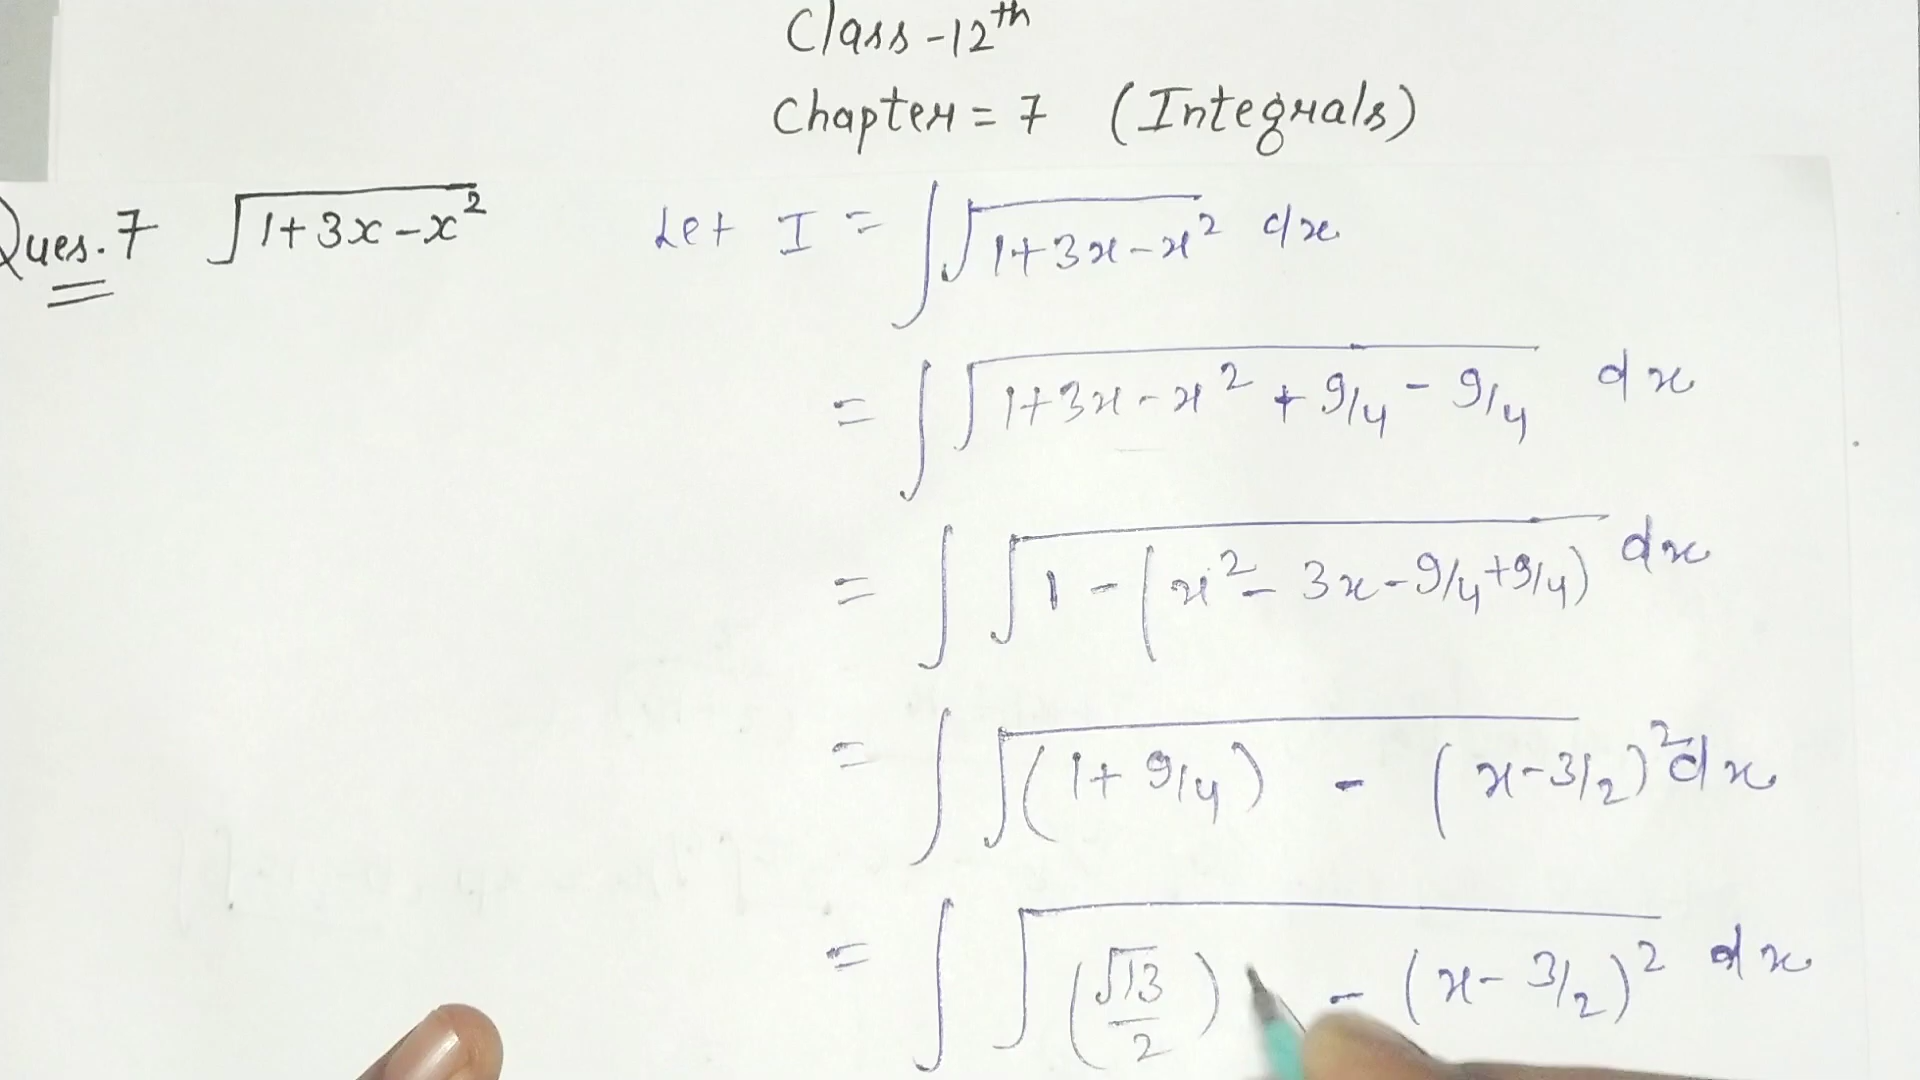 Class-12th
Chapter = 7 (Integrals)
Ques. 7 √(1+3x-x²) Let I = ∫√(1+3x-x²) dx
= ∫√(1+3x-x²+9/4-9/4) dx
= ∫√(1-(x²-3x-9/4+9/4)) dx
= ∫√((1+9/4) - (x-3/2)²) dx
= ∫√((√13/2) - (x-3/2)²) dx